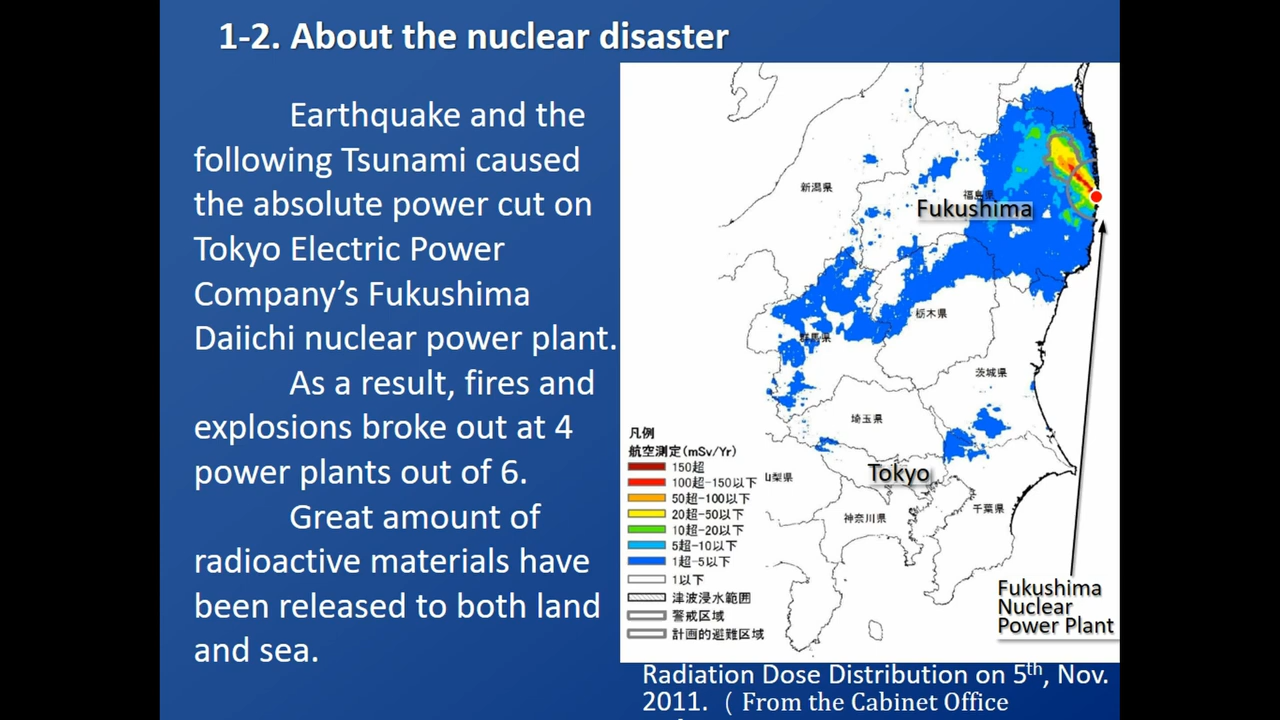 1-2. About the nuclear disaster
Earthquake and the
following Tsunami caused
the absolute power cut on
Tokyo Electric Power
Company’s Fukushima
Daiichi nuclear power plant.
As a result, fires and
explosions broke out at 4
power plants out of 6.
Great amount of
radioactive materials have
been released to both land
and sea.
新潟県
福島県
Fukushima
栃木県
群馬県
茨城県
埼玉県
Tokyo
山梨県
神奈川県
千葉県
凡例
航空測定(mSv/Yr)
150超
100超-150以下
50超-100以下
20超-50以下
10超-20以下
5超-10以下
1超-5以下
1以下
津波浸水範囲
警戒区域
計画的避難区域
Fukushima
Nuclear
Power Plant
Radiation Dose Distribution on 5th, Nov.
2011. ( From the Cabinet Office